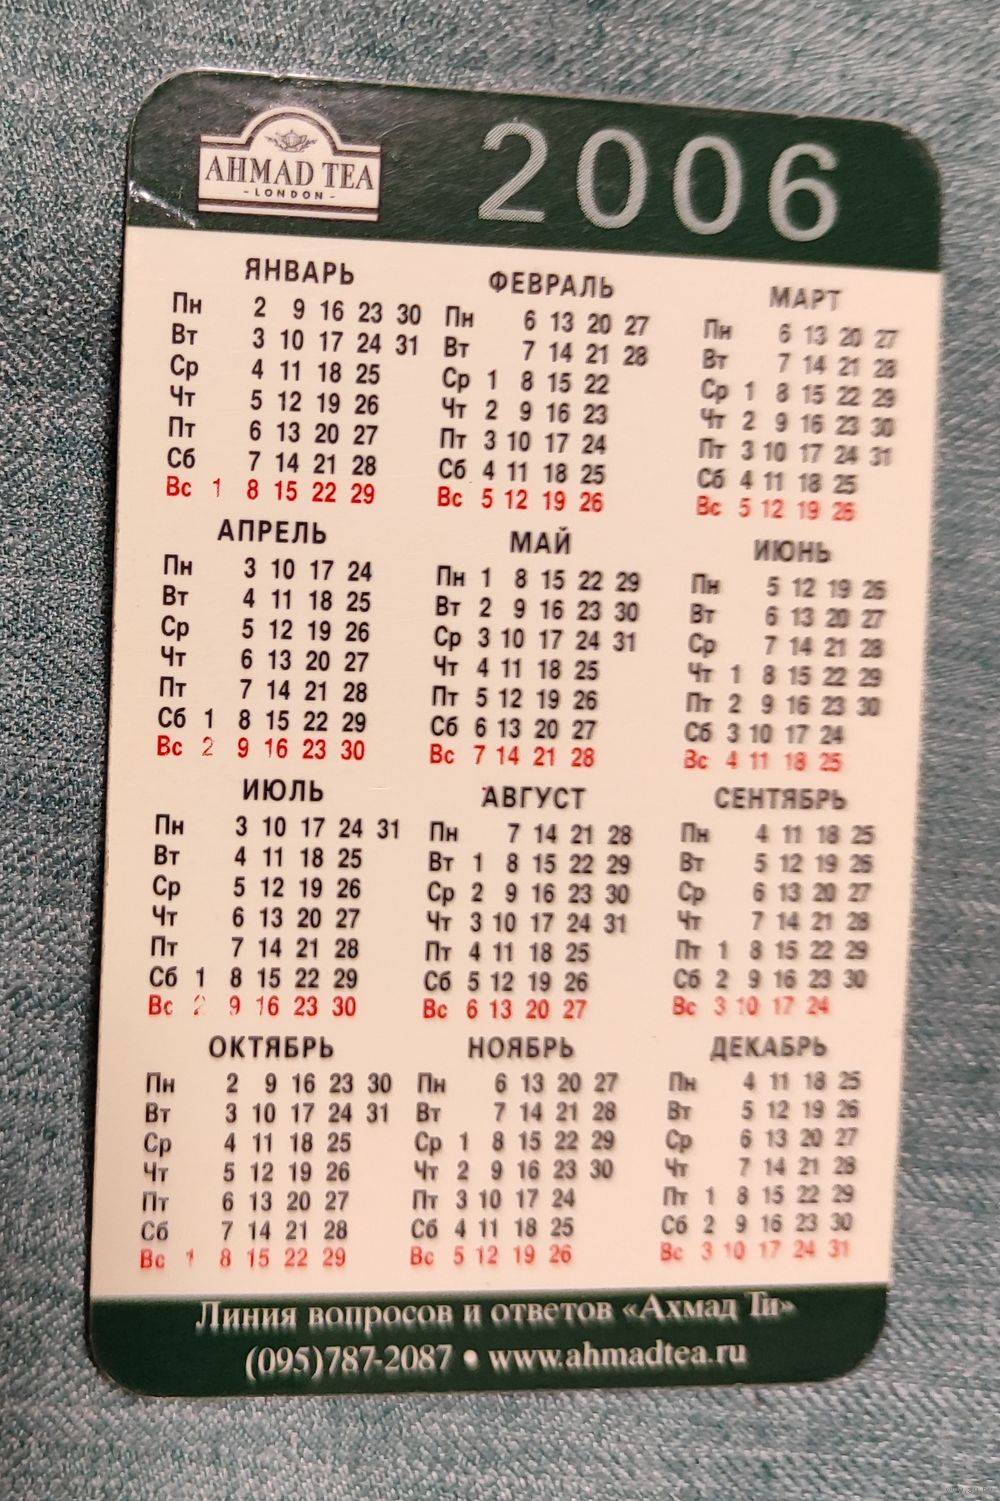 AHMAD TEA
- LONDON -
2006
ЯНВАРЬ
Пн 2 9 16 23 30
Вт 3 10 17 24 31
Ср 4 11 18 25
Чт 5 12 19 26
Пт 6 13 20 27
Сб 7 14 21 28
Вс 1 8 15 22 29
ФЕВРАЛЬ
Пн 6 13 20 27
Вт 7 14 21 28
Ср 1 8 15 22
Чт 2 9 16 23
Пт 3 10 17 24
Сб 4 11 18 25
Вс 5 12 19 26
МАРТ
Пн 6 13 20 27
Вт 7 14 21 28
Ср 1 8 15 22 29
Чт 2 9 16 23 30
Пт 3 10 17 24 31
Сб 4 11 18 25
Вс 5 12 19 26
АПРЕЛЬ
Пн 3 10 17 24
Вт 4 11 18 25
Ср 5 12 19 26
Чт 6 13 20 27
Пт 7 14 21 28
Сб 1 8 15 22 29
Вс 2 9 16 23 30
МАЙ
Пн 1 8 15 22 29
Вт 2 9 16 23 30
Ср 3 10 17 24 31
Чт 4 11 18 25
Пт 5 12 19 26
Сб 6 13 20 27
Вс 7 14 21 28
ИЮНЬ
Пн 5 12 19 26
Вт 6 13 20 27
Ср 7 14 21 28
Чт 1 8 15 22 29
Пт 2 9 16 23 30
Сб 3 10 17 24
Вс 4 11 18 25
ИЮЛЬ
Пн 3 10 17 24 31
Вт 4 11 18 25
Ср 5 12 19 26
Чт 6 13 20 27
Пт 7 14 21 28
Сб 1 8 15 22 29
Вс 2 9 16 23 30
АВГУСТ
Пн 7 14 21 28
Вт 1 8 15 22 29
Ср 2 9 16 23 30
Чт 3 10 17 24 31
Пт 4 11 18 25
Сб 5 12 19 26
Вс 6 13 20 27
СЕНТЯБРЬ
Пн 4 11 18 25
Вт 5 12 19 26
Ср 6 13 20 27
Чт 7 14 21 28
Пт 1 8 15 22 29
Сб 2 9 16 23 30
Вс 3 10 17 24
ОКТЯБРЬ
Пн 2 9 16 23 30
Вт 3 10 17 24 31
Ср 4 11 18 25
Чт 5 12 19 26
Пт 6 13 20 27
Сб 7 14 21 28
Вс 1 8 15 22 29
НОЯБРЬ
Пн 6 13 20 27
Вт 7 14 21 28
Ср 1 8 15 22 29
Чт 2 9 16 23 30
Пт 3 10 17 24
Сб 4 11 18 25
Вс 5 12 19 26
ДЕКАБРЬ
Пн 4 11 18 25
Вт 5 12 19 26
Ср 6 13 20 27
Чт 7 14 21 28
Пт 1 8 15 22 29
Сб 2 9 16 23 30
Вс 3 10 17 24 31
Линия вопросов и ответов «Ахмад Ти»
(095)787-2087 • www.ahmadtea.ru